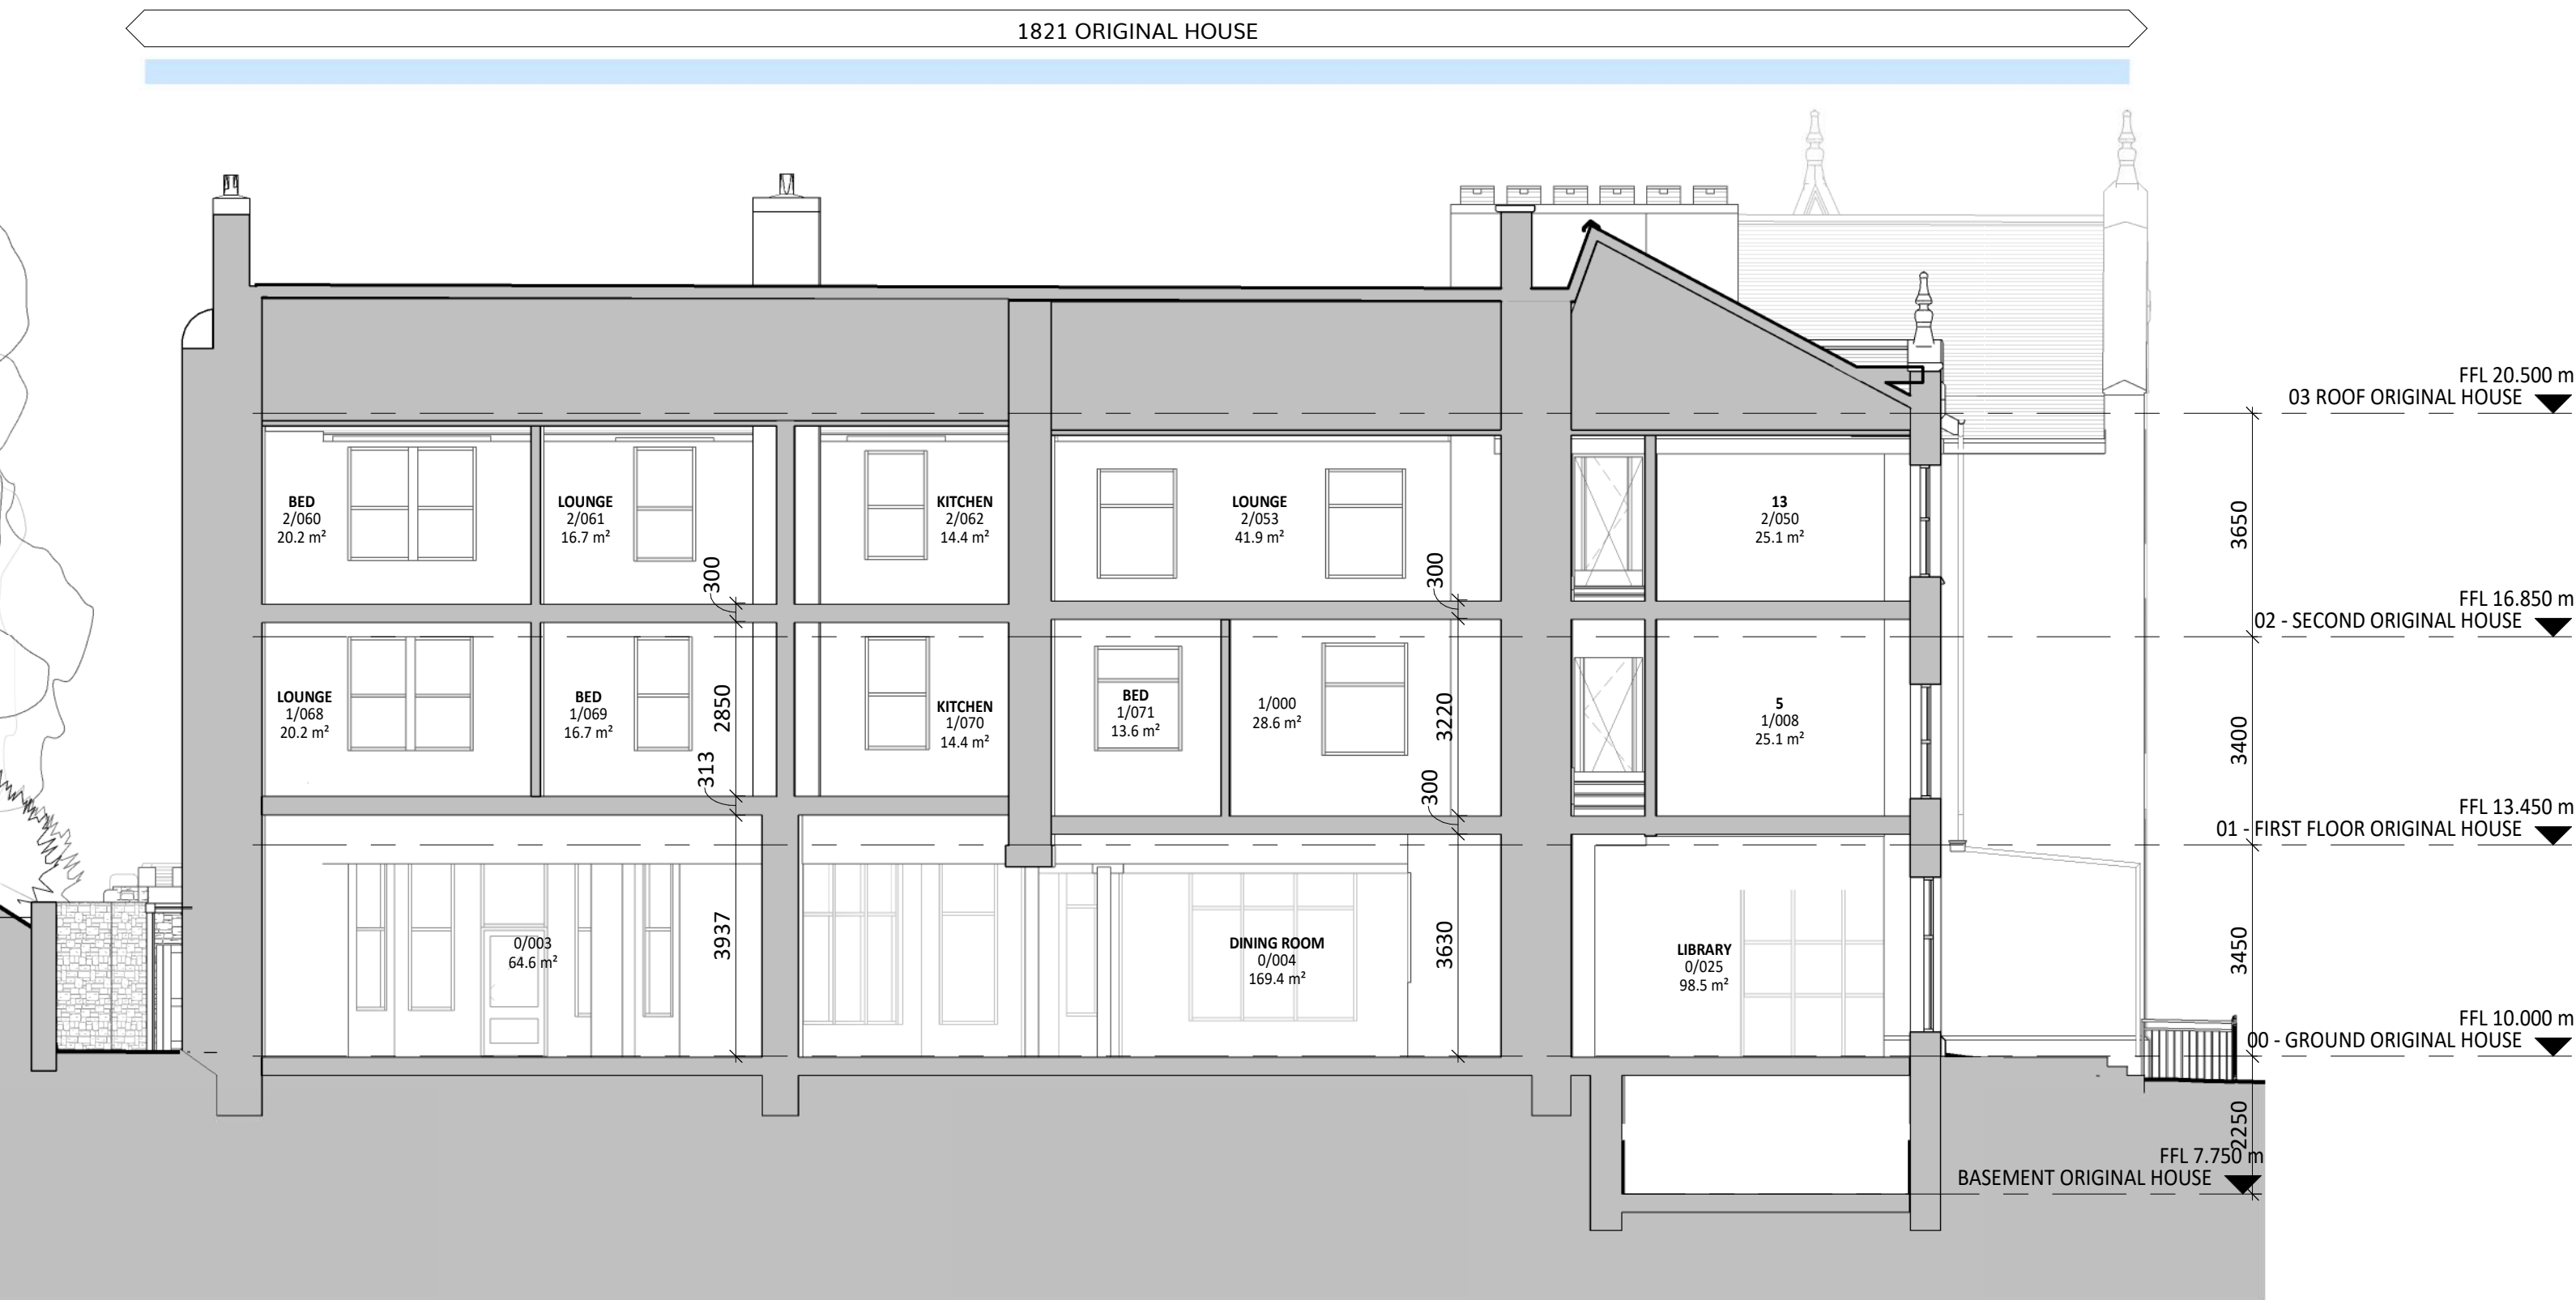 1821 ORIGINAL HOUSE
FFL 20.500 m
03 ROOF ORIGINAL HOUSE
BED
2/060
20.2 m²
LOUNGE
2/061
16.7 m²
KITCHEN
2/062
14.4 m²
LOUNGE
2/053
41.9 m²
13
2/050
25.1 m²
3650
300
300
FFL 16.850 m
02 - SECOND ORIGINAL HOUSE
LOUNGE
1/068
20.2 m²
BED
1/069
16.7 m²
2850
313
KITCHEN
1/070
14.4 m²
BED
1/071
13.6 m²
1/000
28.6 m²
3220
300
5
1/008
25.1 m²
3400
FFL 13.450 m
01 - FIRST FLOOR ORIGINAL HOUSE
0/003
64.6 m²
3937
DINING ROOM
0/004
169.4 m²
3630
LIBRARY
0/025
98.5 m²
3450
FFL 10.000 m
00 - GROUND ORIGINAL HOUSE
2250
FFL 7.750 m
BASEMENT ORIGINAL HOUSE